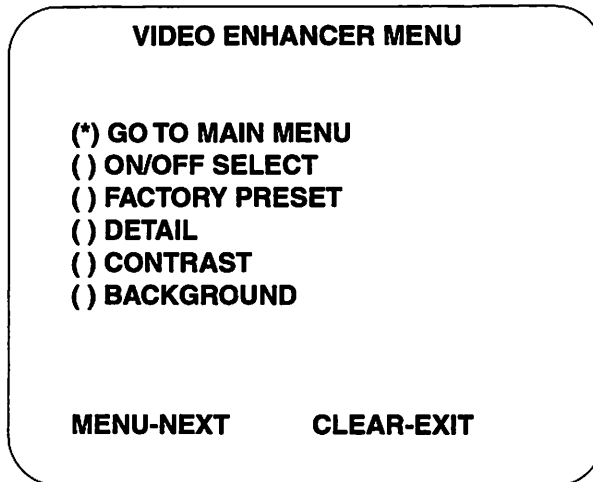 VIDEO ENHANCER MENU
(*) GO TO MAIN MENU
( ) ON/OFF SELECT
( ) FACTORY PRESET
( ) DETAIL
( ) CONTRAST
( ) BACKGROUND
MENU-NEXT CLEAR-EXIT